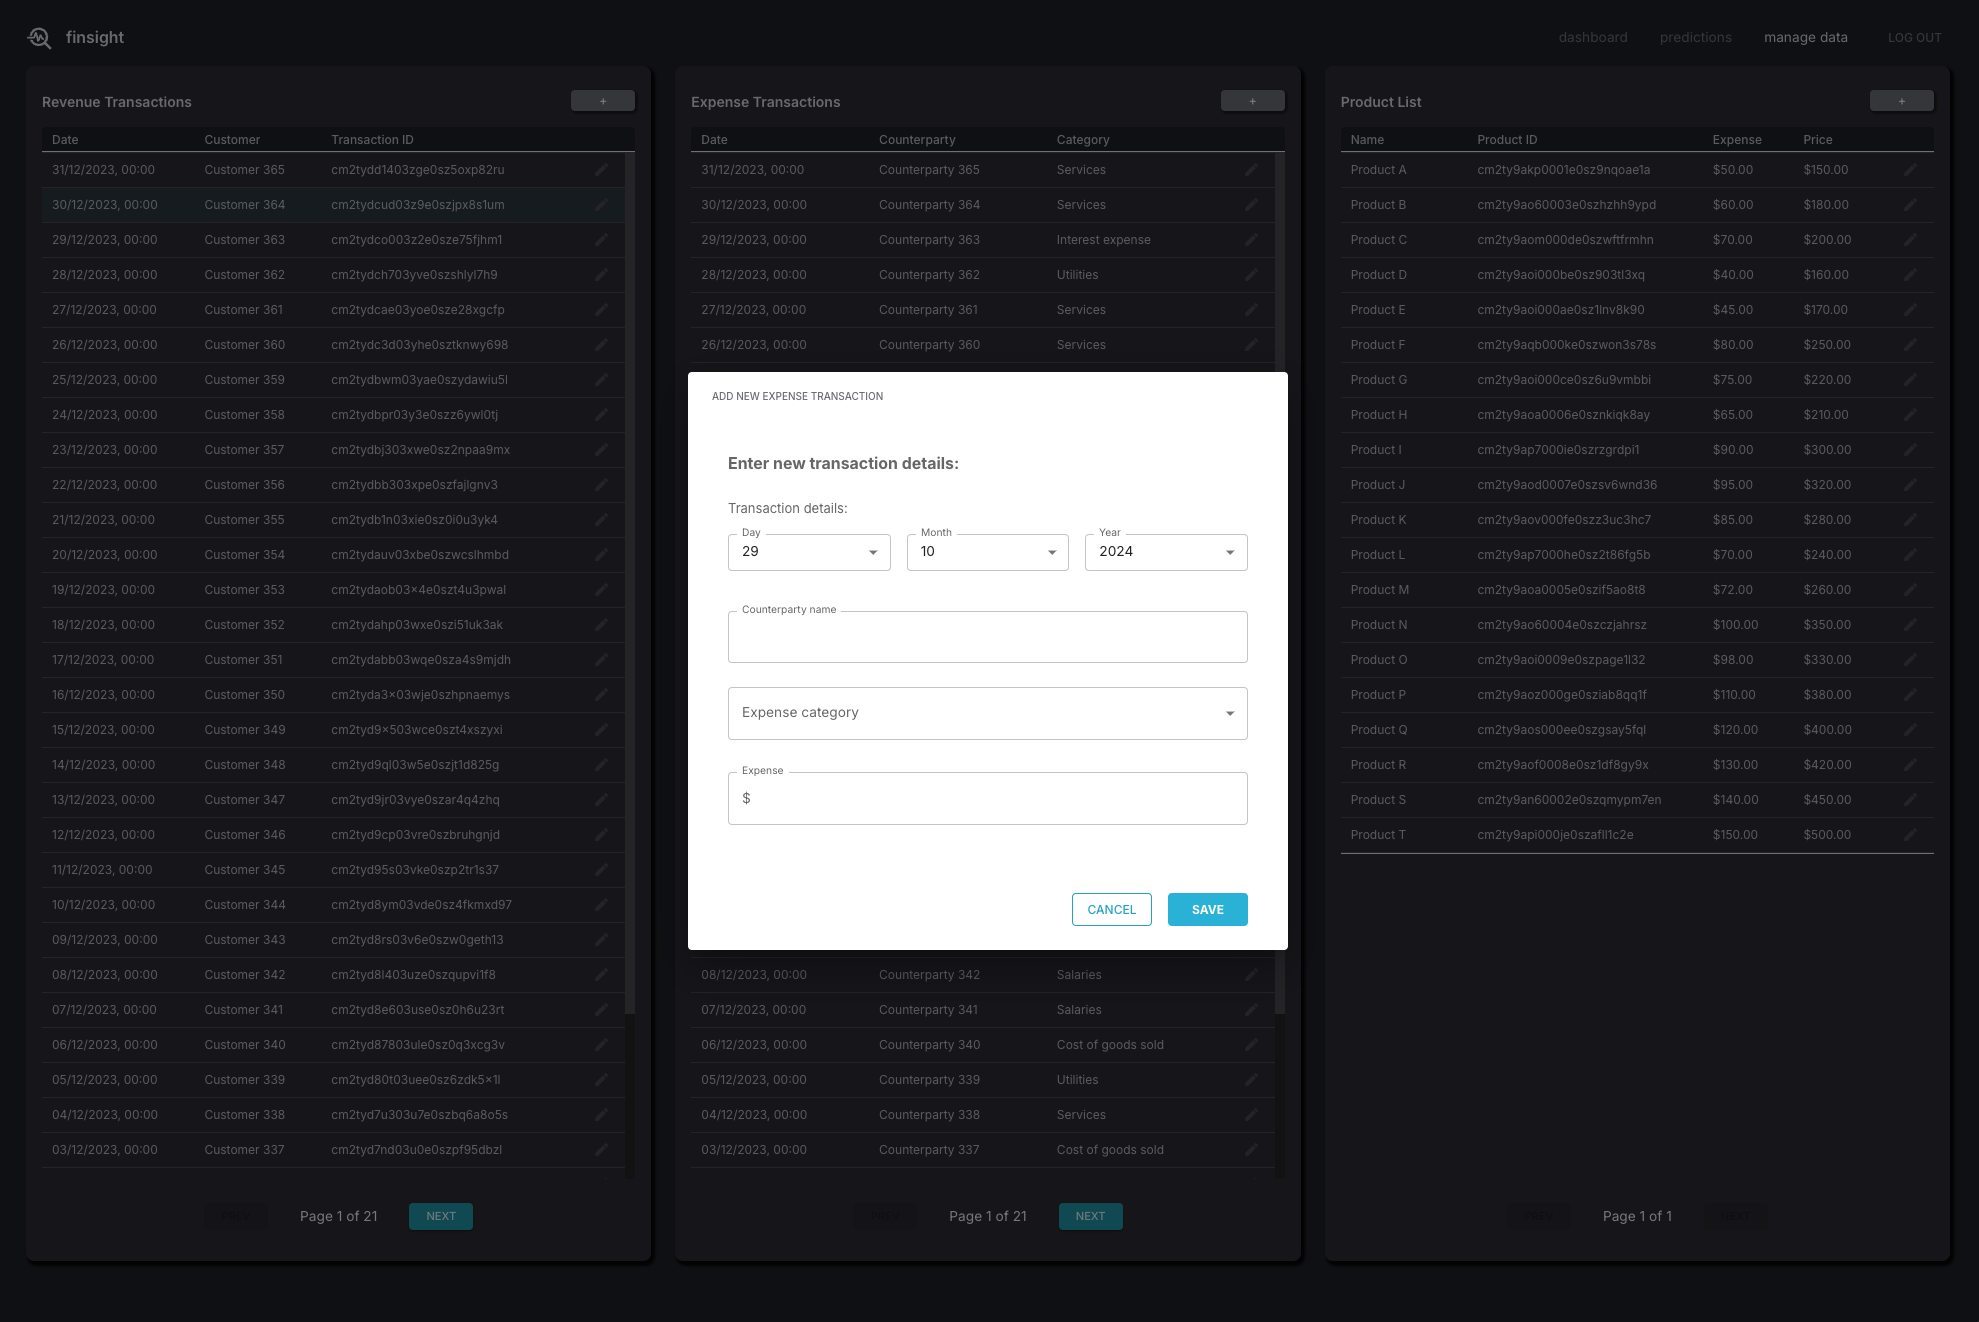 finsight
dashboard predictions manage data LOG OUT
Revenue Transactions +
Date Customer Transaction ID
31/12/2023, 00:00 Customer 365 cm2tydd1403zge0sz5oxp82ru
30/12/2023, 00:00 Customer 364 cm2tydcud03z9e0szjpx8s1um
29/12/2023, 00:00 Customer 363 cm2tydco003z2e0sze75fjhm1
28/12/2023, 00:00 Customer 362 cm2tydch703yve0szshlyl7h9
27/12/2023, 00:00 Customer 361 cm2tydcae03yoe0sze28xgcfp
26/12/2023, 00:00 Customer 360 cm2tydc3d03yhe0sztknwy698
25/12/2023, 00:00 Customer 359 cm2tydbwm03yae0szydawiu5l
24/12/2023, 00:00 Customer 358 cm2tydbpr03y3e0szz6ywl0tj
23/12/2023, 00:00 Customer 357 cm2tydbj303xwe0sz2npaa9mx
22/12/2023, 00:00 Customer 356 cm2tydbb303xpe0szfajlgnv3
21/12/2023, 00:00 Customer 355 cm2tydb1n03xie0sz0i0u3yk4
20/12/2023, 00:00 Customer 354 cm2tydauv03xbe0szwcslhmbd
19/12/2023, 00:00 Customer 353 cm2tydaob03×4e0szt4u3pwal
18/12/2023, 00:00 Customer 352 cm2tydahp03wxe0szi51uk3ak
17/12/2023, 00:00 Customer 351 cm2tydabb03wqe0sza4s9mjdh
16/12/2023, 00:00 Customer 350 cm2tyda3×03wje0szhpnaemys
15/12/2023, 00:00 Customer 349 cm2tyd9×503wce0szt4xszyxi
14/12/2023, 00:00 Customer 348 cm2tyd9ql03w5e0szjt1d825g
13/12/2023, 00:00 Customer 347 cm2tyd9jr03vye0szar4q4zhq
12/12/2023, 00:00 Customer 346 cm2tyd9cp03vre0szbruhgnjd
11/12/2023, 00:00 Customer 345 cm2tyd95s03vke0szp2tr1s37
10/12/2023, 00:00 Customer 344 cm2tyd8ym03vde0sz4fkmxd97
09/12/2023, 00:00 Customer 343 cm2tyd8rs03v6e0szw0geth13
08/12/2023, 00:00 Customer 342 cm2tyd8l403uze0szqupvi1f8
07/12/2023, 00:00 Customer 341 cm2tyd8e603use0sz0h6u23rt
06/12/2023, 00:00 Customer 340 cm2tyd87803ule0sz0q3xcg3v
05/12/2023, 00:00 Customer 339 cm2tyd80t03uee0sz6zdk5×1l
04/12/2023, 00:00 Customer 338 cm2tyd7u303u7e0szbq6a8o5s
03/12/2023, 00:00 Customer 337 cm2tyd7nd03u0e0szpf95dbzl
Page 1 of 21 NEXT
Expense Transactions +
Date Counterparty Category
31/12/2023, 00:00 Counterparty 365 Services
30/12/2023, 00:00 Counterparty 364 Services
29/12/2023, 00:00 Counterparty 363 Interest expense
28/12/2023, 00:00 Counterparty 362 Utilities
27/12/2023, 00:00 Counterparty 361 Services
26/12/2023, 00:00 Counterparty 360 Services
ADD NEW EXPENSE TRANSACTION
Enter new transaction details:
Transaction details:
Day Month Year
29 10 2024
Counterparty name
Expense category
Expense
$
CANCEL SAVE
08/12/2023, 00:00 Counterparty 342 Salaries
07/12/2023, 00:00 Counterparty 341 Salaries
06/12/2023, 00:00 Counterparty 340 Cost of goods sold
05/12/2023, 00:00 Counterparty 339 Utilities
04/12/2023, 00:00 Counterparty 338 Services
03/12/2023, 00:00 Counterparty 337 Cost of goods sold
Page 1 of 21 NEXT
Product List +
Name Product ID Expense Price
Product A cm2ty9akp0001e0sz9nqoae1a $50.00 $150.00
Product B cm2ty9ao60003e0szhzhh9ypd $60.00 $180.00
Product C cm2ty9aom000de0szwftfrmhn $70.00 $200.00
Product D cm2ty9aoi000be0sz903tl3xq $40.00 $160.00
Product E cm2ty9aoi000ae0sz1lnv8k90 $45.00 $170.00
Product F cm2ty9aqb000ke0szwon3s78s $80.00 $250.00
Product G cm2ty9aoi000ce0sz6u9vmbbi $75.00 $220.00
Product H cm2ty9aoa0006e0sznkiqk8ay $65.00 $210.00
Product I cm2ty9ap7000ie0szrzgrdpi1 $90.00 $300.00
Product J cm2ty9aod0007e0szsv6wnd36 $95.00 $320.00
Product K cm2ty9aov000fe0szz3uc3hc7 $85.00 $280.00
Product L cm2ty9ap7000he0sz2t86fg5b $70.00 $240.00
Product M cm2ty9aoa0005e0szif5ao8t8 $72.00 $260.00
Product N cm2ty9ao60004e0szczjahrsz $100.00 $350.00
Product O cm2ty9aoi0009e0szpage1l32 $98.00 $330.00
Product P cm2ty9aoz000ge0sziab8qq1f $110.00 $380.00
Product Q cm2ty9aos000ee0szgsay5fql $120.00 $400.00
Product R cm2ty9aof0008e0sz1df8gy9x $130.00 $420.00
Product S cm2ty9an60002e0szqmypm7en $140.00 $450.00
Product T cm2ty9api000je0szafll1c2e $150.00 $500.00
Page 1 of 1